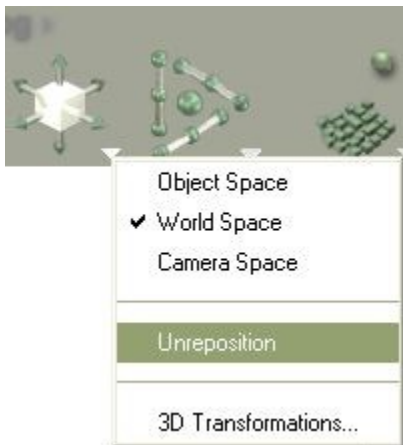 Object Space
World Space
Camera Space
Unreposition
3D Transformations...